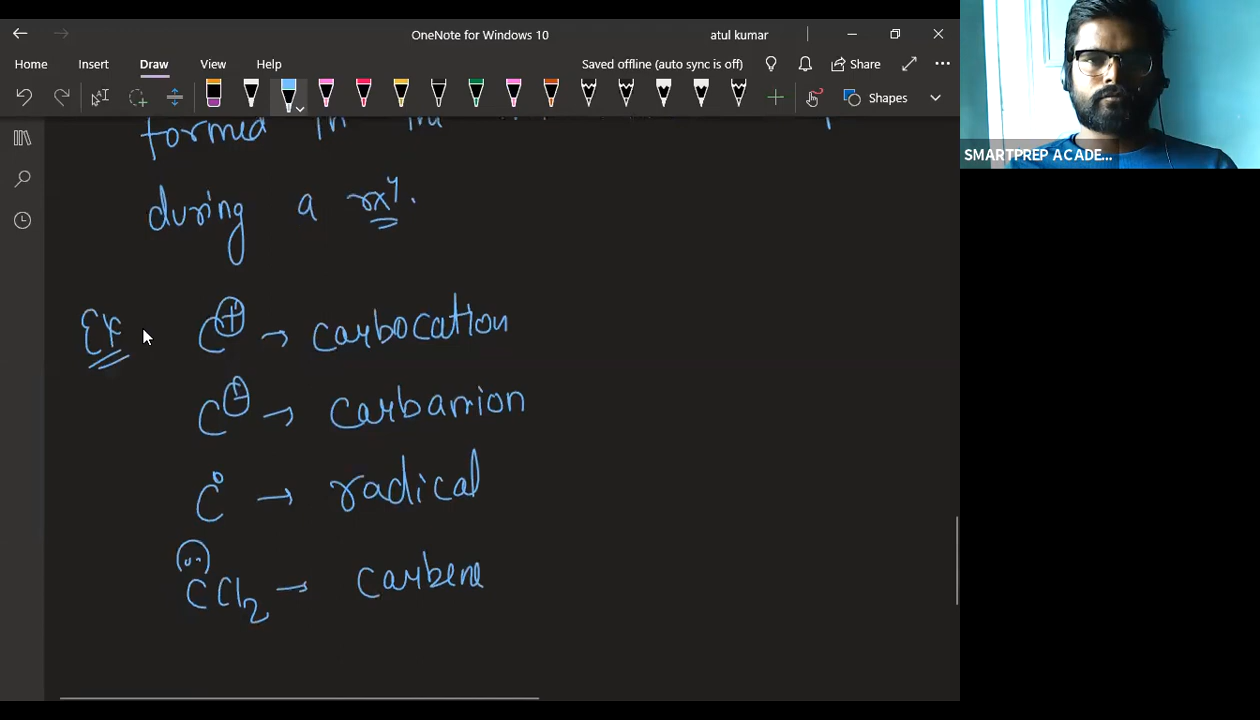 OneNote for Windows 10
atul kumar
Home Insert Draw View Help
Saved offline (auto sync is off)
Share
Shapes
SMARTPREP ACADE...
formed in
during a rxⁿ.
Ex C⊕ → carbocation
C⊖ → carbanion
C° → radical
C̈Cl₂ → carbene